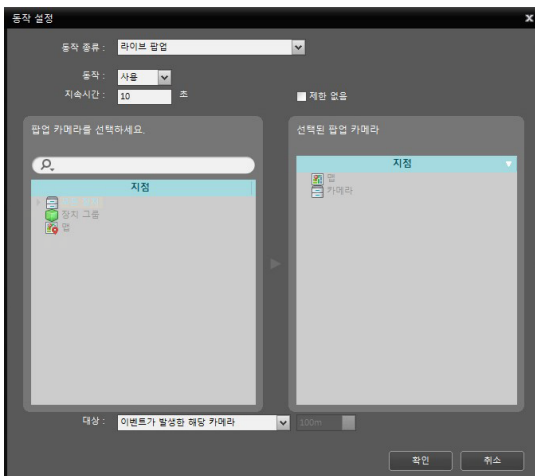 동작 설정
동작 종류 : 라이브 팝업
동작 : 사용
지속시간 : 10 초 제한 없음
팝업 카메라를 선택하세요.
지점
장치 그룹
맵
선택된 팝업 카메라
지점
맵
카메라
대상 : 이벤트가 발생한 해당 카메라 100m
확인 취소